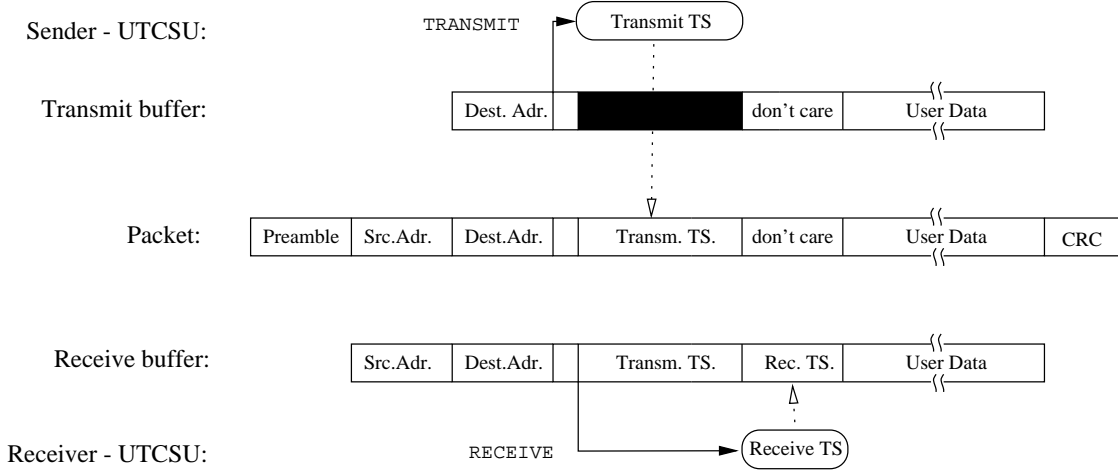 Sender - UTCSU:
TRANSMIT
Transmit TS
Transmit buffer:
Dest. Adr.
don't care
User Data
Packet:
Preamble
Src.Adr.
Dest.Adr.
Transm. TS.
don't care
User Data
CRC
Receive buffer:
Src.Adr.
Dest.Adr.
Transm. TS.
Rec. TS.
User Data
Receiver - UTCSU:
RECEIVE
Receive TS